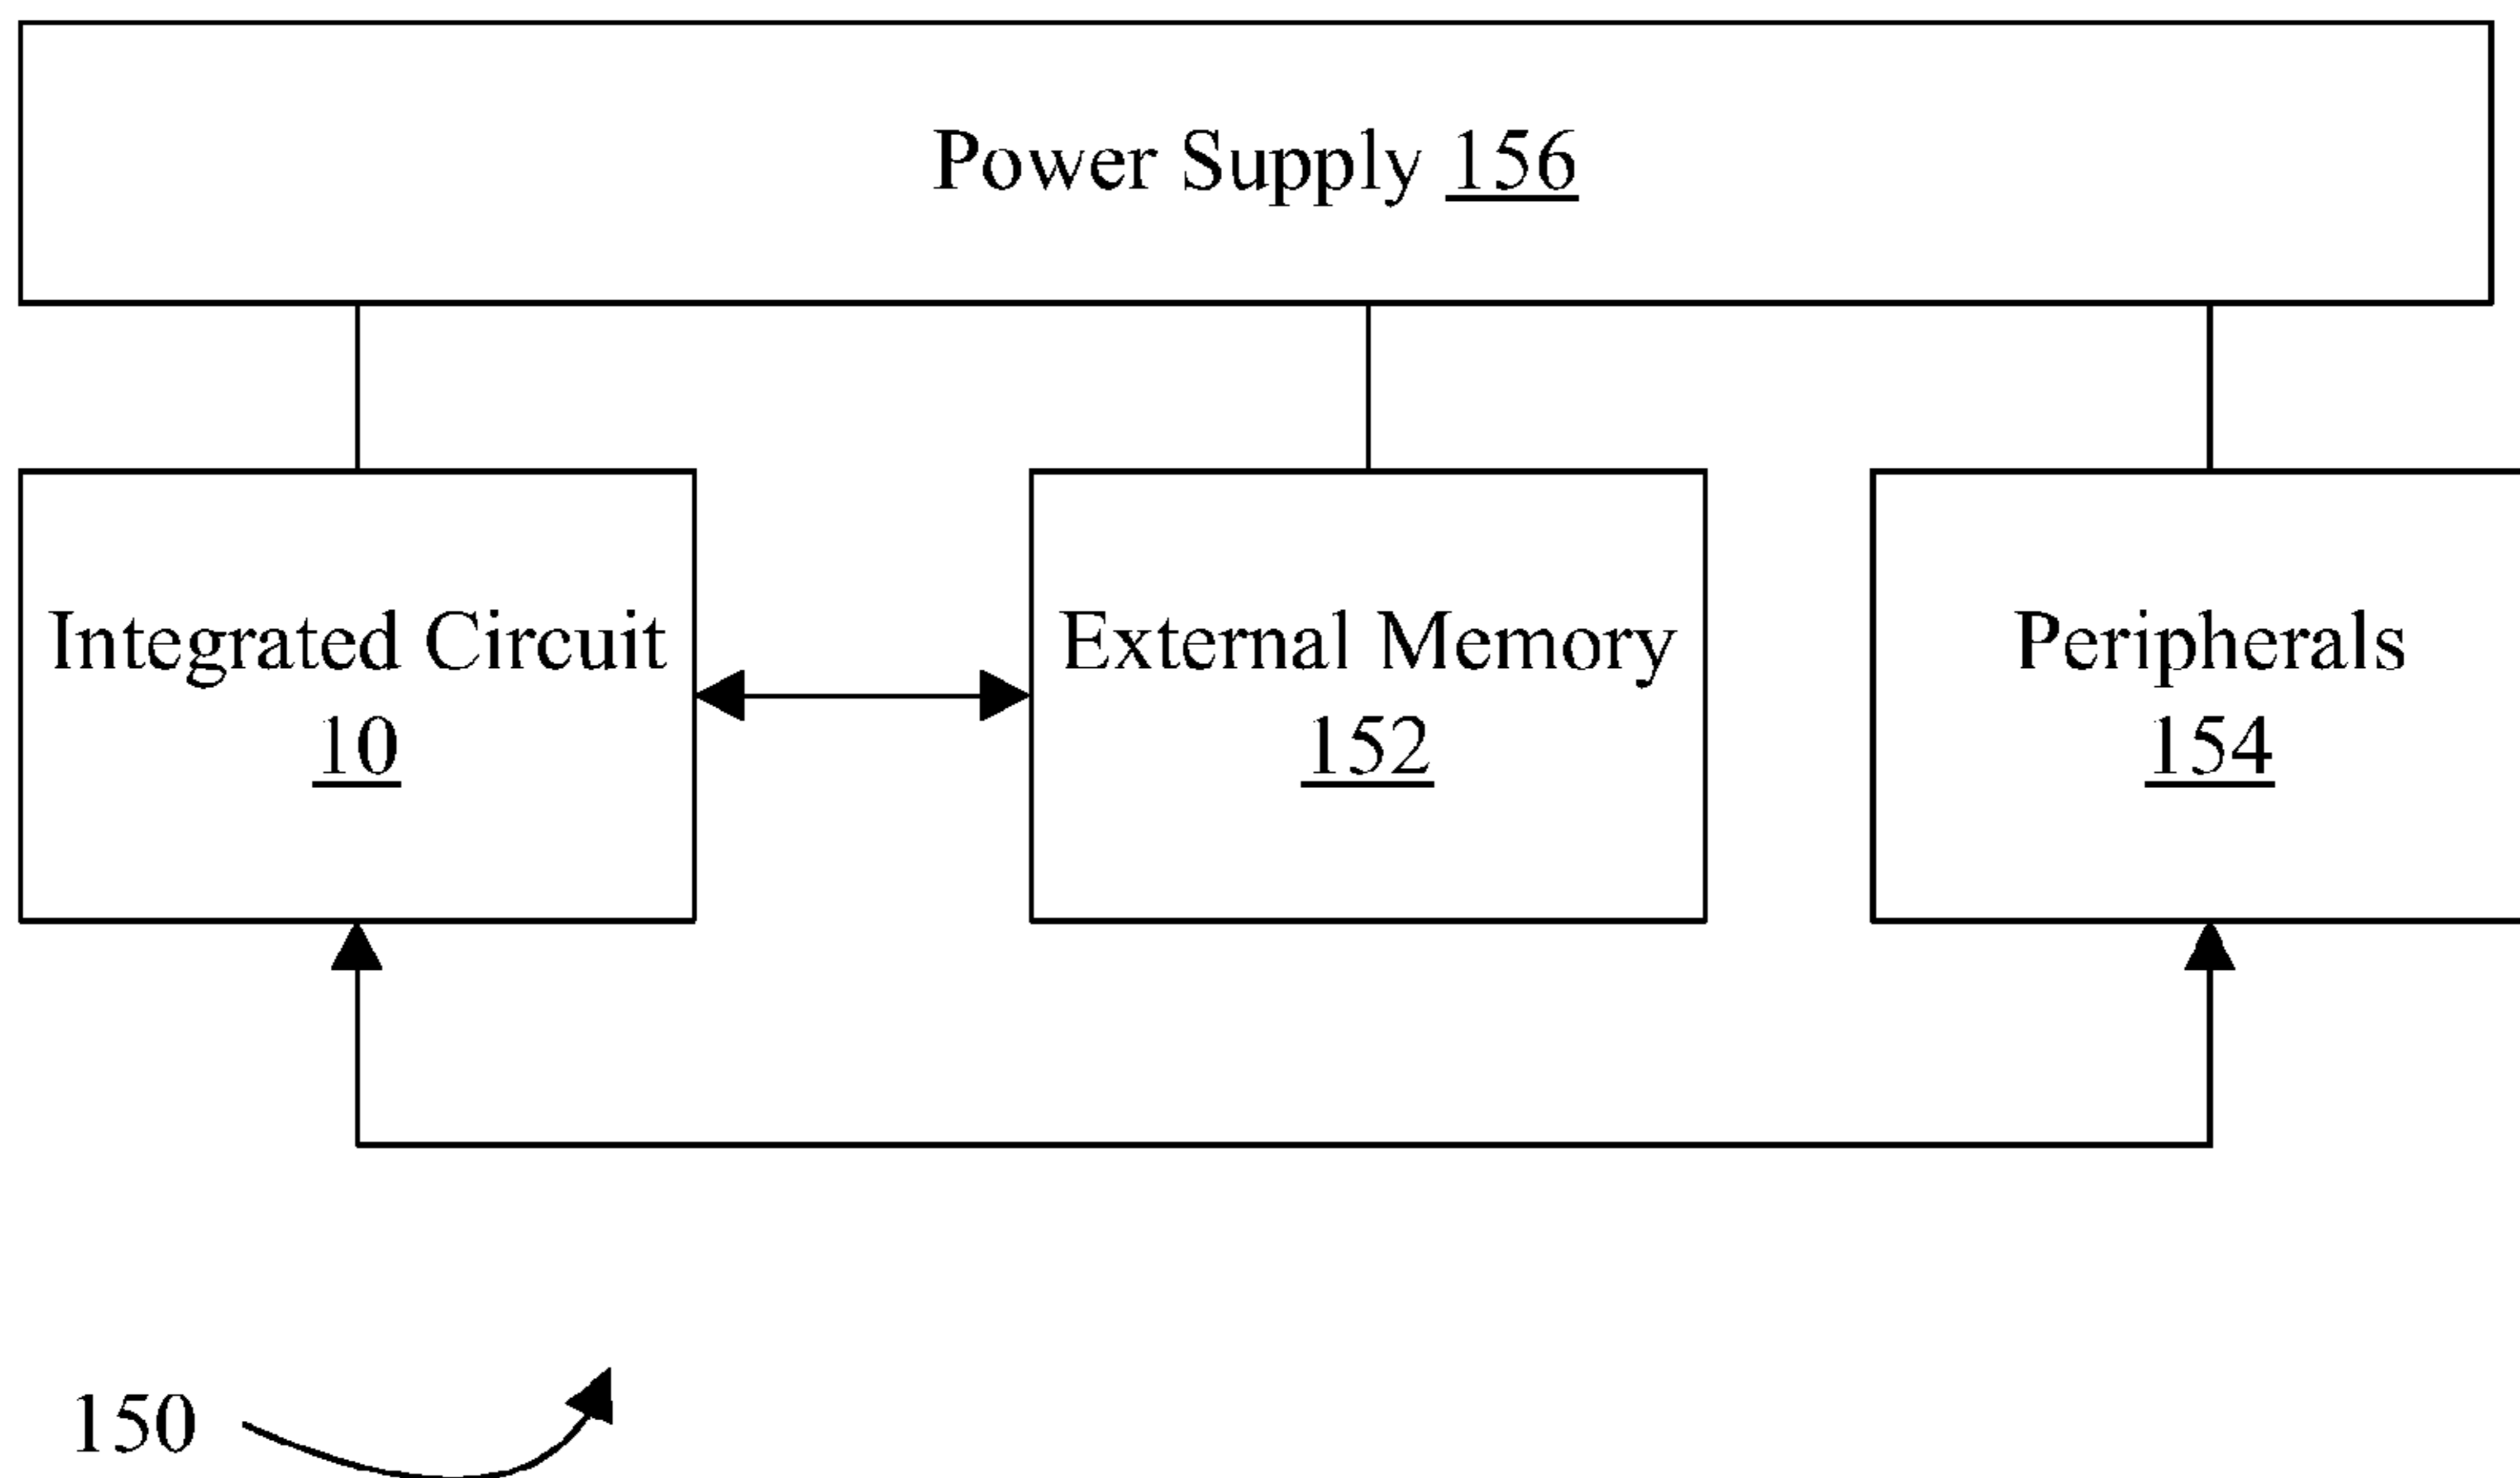 Power Supply 156
Integrated Circuit
10
External Memory
152
Peripherals
154
150